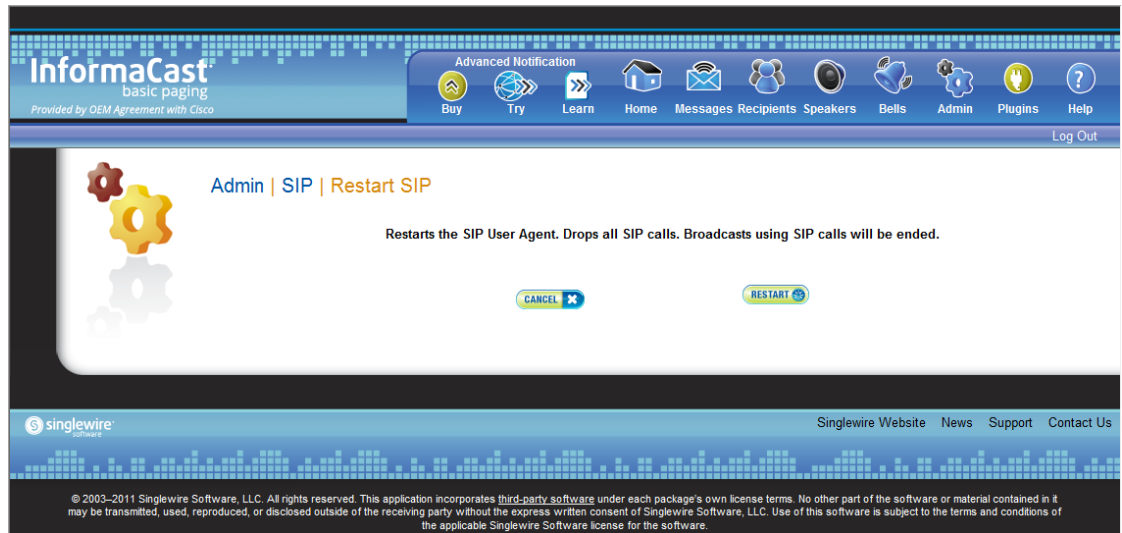 InformaCast
basic paging
Provided by OEM Agreement with Cisco
Advanced Notification
Buy Try Learn Home Messages Recipients Speakers Bells Admin Plugins Help
Log Out
Admin | SIP | Restart SIP
Restarts the SIP User Agent. Drops all SIP calls. Broadcasts using SIP calls will be ended.
CANCEL RESTART
singlewire
software
Singlewire Website News Support Contact Us
© 2003–2011 Singlewire Software, LLC. All rights reserved. This application incorporates third-party software under each package's own license terms. No other part of the software or material contained in it
may be transmitted, used, reproduced, or disclosed outside of the receiving party without the express written consent of Singlewire Software, LLC. Use of this software is subject to the terms and conditions of
the applicable Singlewire Software license for the software.